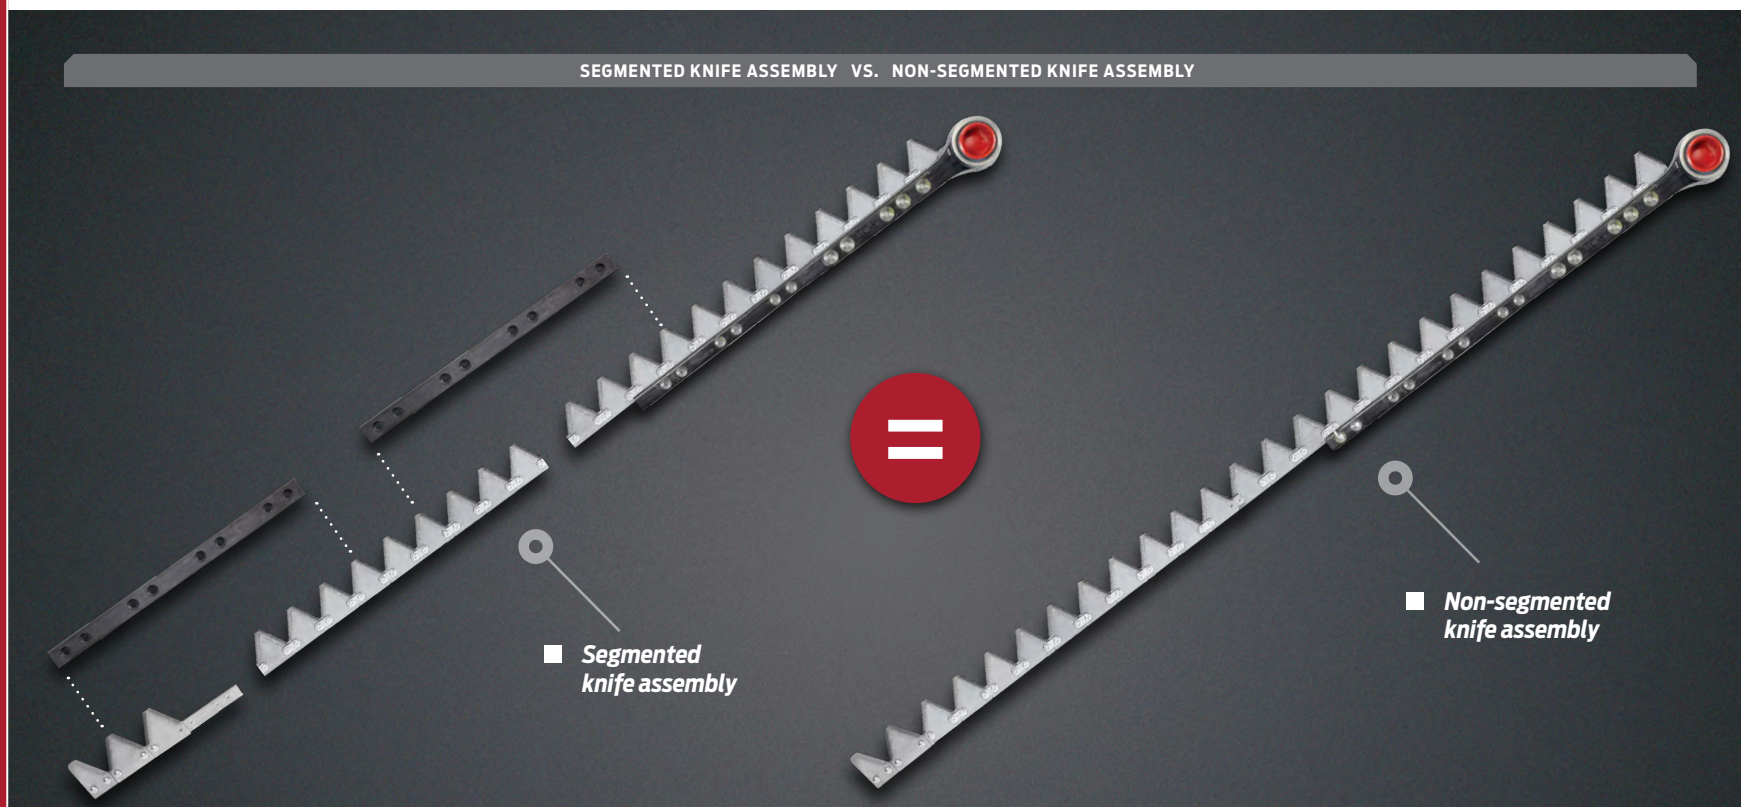 SEGMENTED KNIFE ASSEMBLY VS. NON-SEGMENTED KNIFE ASSEMBLY
=
Segmented
knife assembly
Non-segmented
knife assembly